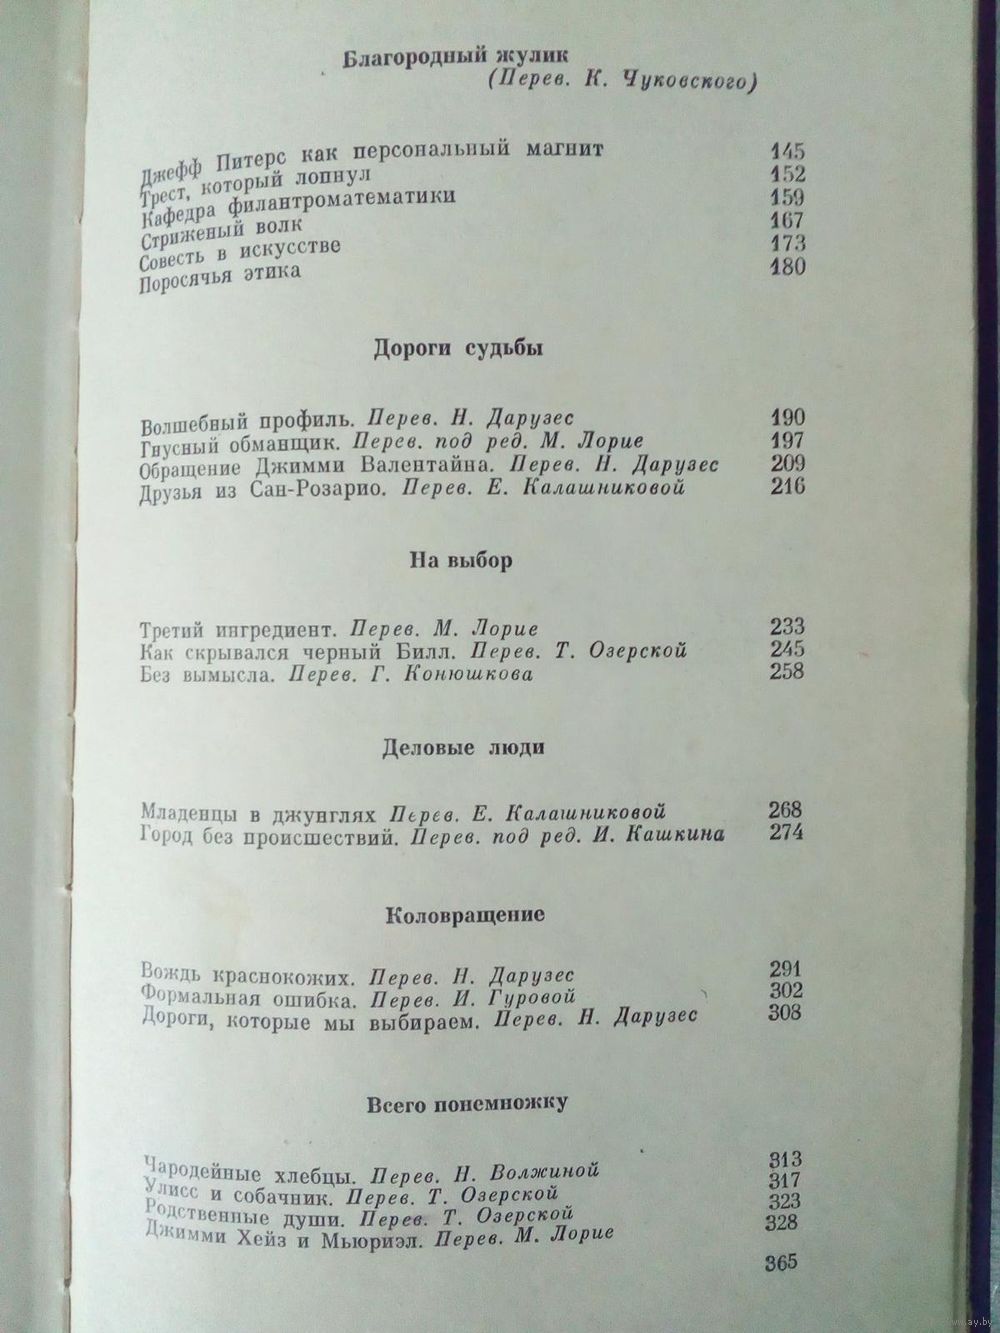 Благородный жулик
(Перев. К. Чуковского)
Джефф Питерс как персональный магнит 145
Трест, который лопнул 152
Кафедра филантроматематики 159
Стриженый волк 167
Совесть в искусстве 173
Поросячья этика 180
Дороги судьбы
Волшебный профиль. Перев. Н. Дарузес 190
Гнусный обманщик. Перев. под ред. М. Лорие 197
Обращение Джимми Валентайна. Перев. Н. Дарузес 209
Друзья из Сан-Розарио. Перев. Е. Калашниковой 216
На выбор
Третий ингредиент. Перев. М. Лорие 233
Как скрывался черный Билл. Перев. Т. Озерской 245
Без вымысла. Перев. Г. Конюшкова 258
Деловые люди
Младенцы в джунглях Перев. Е. Калашниковой 268
Город без происшествий. Перев. под ред. И. Кашкина 274
Коловращение
Вождь краснокожих. Перев. Н. Дарузес 291
Формальная ошибка. Перев. И. Гуровой 302
Дороги, которые мы выбираем. Перев. Н. Дарузес 308
Всего понемножку
Чародейные хлебцы. Перев. Н. Волжиной 313
Улисс и собачник. Перев. Т. Озерской 317
Родственные души. Перев. Т. Озерской 323
Джимми Хейз и Мьюриэл. Перев. М. Лорие 328
365
www.ay.by